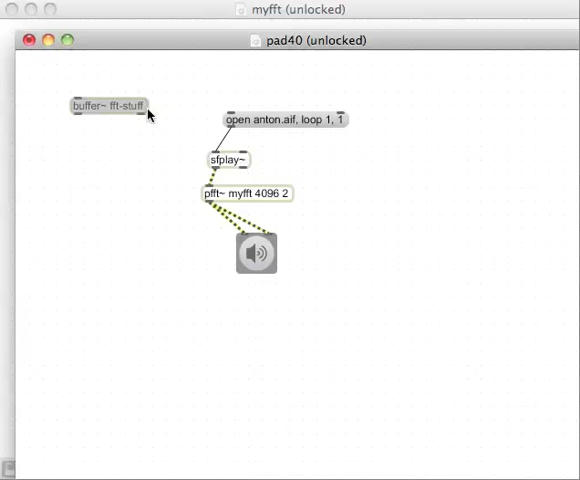 myfft (unlocked)
pad40 (unlocked)
buffer~ fft-stuff
open anton.aif, loop 1, 1
sfplay~
pfft~ myfft 4096 2